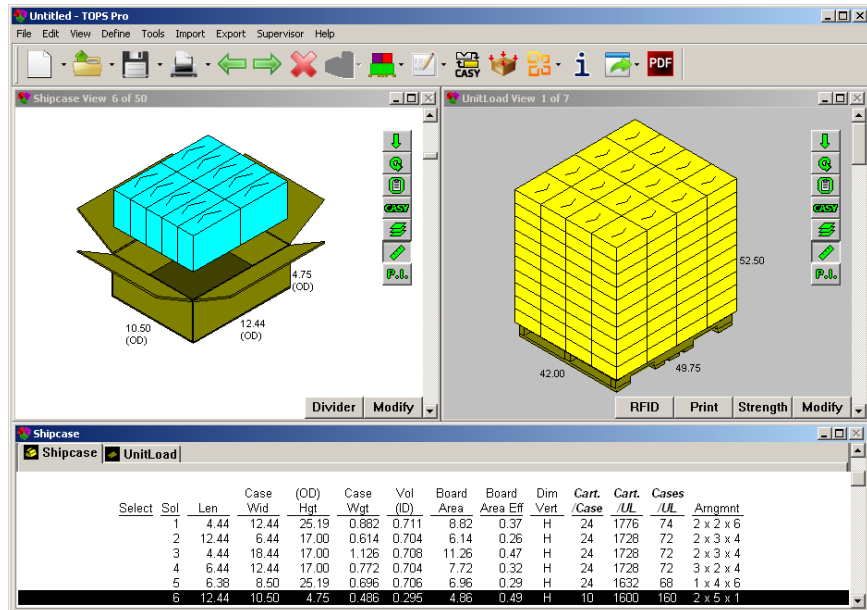 Untitled - TOPS Pro
File Edit View Define Tools Import Export Supervisor Help
CASY
i
PDF
Shipcase View 6 of 50
CASY
P.I.
4.75
(OD)
10.50
(OD)
12.44
(OD)
Divider Modify
UnitLoad View 1 of 7
CASY
P.I.
52.50
42.00
49.75
RFID Print Strength Modify
Shipcase
Shipcase UnitLoad
Case (OD) Case Vol Board Board Dim Cart. Cart. Cases
Select Sol Len Wid Hgt Wgt (ID) Area Area Eff Vert /Case /UL /UL Arngmnt
1 4.44 12.44 25.19 0.882 0.711 8.82 0.37 H 24 1776 74 2 x 2 x 6
2 12.44 6.44 17.00 0.614 0.704 6.14 0.26 H 24 1728 72 2 x 3 x 4
3 4.44 18.44 17.00 1.126 0.708 11.26 0.47 H 24 1728 72 2 x 3 x 4
4 6.44 12.44 17.00 0.772 0.704 7.72 0.32 H 24 1728 72 3 x 2 x 4
5 6.38 8.50 25.19 0.696 0.706 6.96 0.29 H 24 1632 68 1 x 4 x 6
6 12.44 10.50 4.75 0.486 0.295 4.86 0.49 H 10 1600 160 2 x 5 x 1